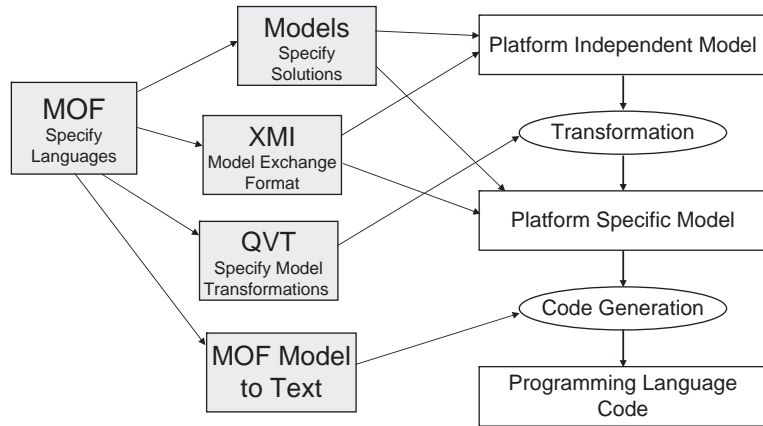 Models
Specify
Solutions
Platform Independent Model
MOF
Specify
Languages
XMI
Model Exchange
Format
Transformation
QVT
Specify Model
Transformations
Platform Specific Model
Code Generation
MOF Model
to Text
Programming Language
Code